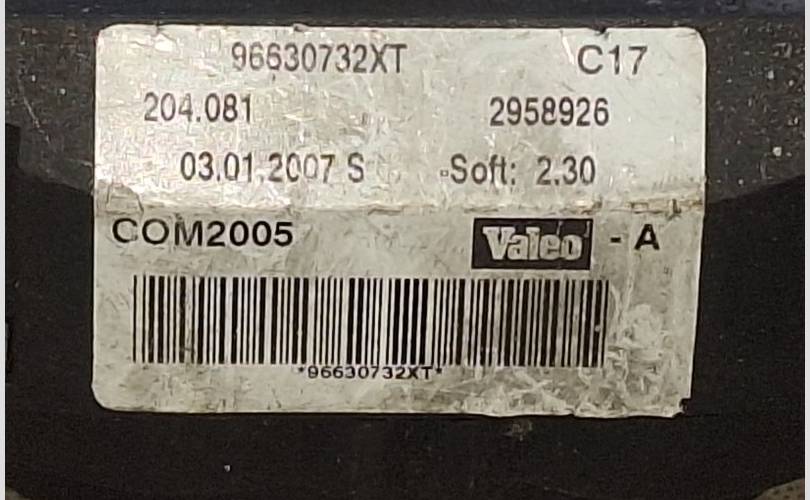 96630732XT C17
204.081 2958926
03.01.2007 S Soft: 2.30
COM2005 Valeo - A
*96630732XT*